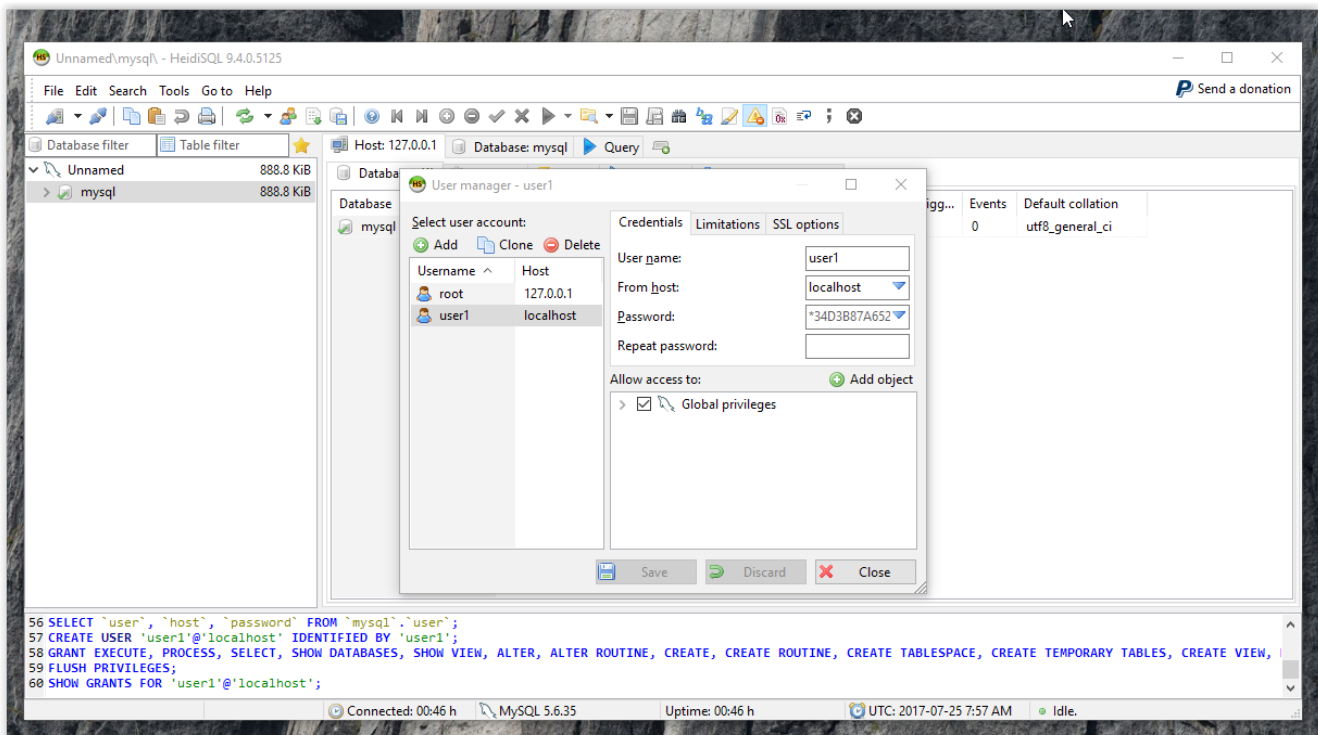 Unnamed\mysql\ - HeidiSQL 9.4.0.5125
File Edit Search Tools Go to Help
Send a donation
Database filter Table filter Host: 127.0.0.1 Database: mysql Query
Unnamed 888.8 KiB
mysql 888.8 KiB
Databa
Database igg... Events Default collation
mysql 0 utf8_general_ci
User manager - user1
Select user account:
Add Clone Delete
Username Host
root 127.0.0.1
user1 localhost
Credentials Limitations SSL options
User name: user1
From host: localhost
Password: *34D3B87A652
Repeat password:
Allow access to: Add object
Global privileges
Save Discard Close
56 SELECT `user`, `host`, `password` FROM `mysql`.`user`;
57 CREATE USER 'user1'@'localhost' IDENTIFIED BY 'user1';
58 GRANT EXECUTE, PROCESS, SELECT, SHOW DATABASES, SHOW VIEW, ALTER, ALTER ROUTINE, CREATE, CREATE ROUTINE, CREATE TABLESPACE, CREATE TEMPORARY TABLES, CREATE VIEW,
59 FLUSH PRIVILEGES;
60 SHOW GRANTS FOR 'user1'@'localhost';
Connected: 00:46 h MySQL 5.6.35 Uptime: 00:46 h UTC: 2017-07-25 7:57 AM Idle.